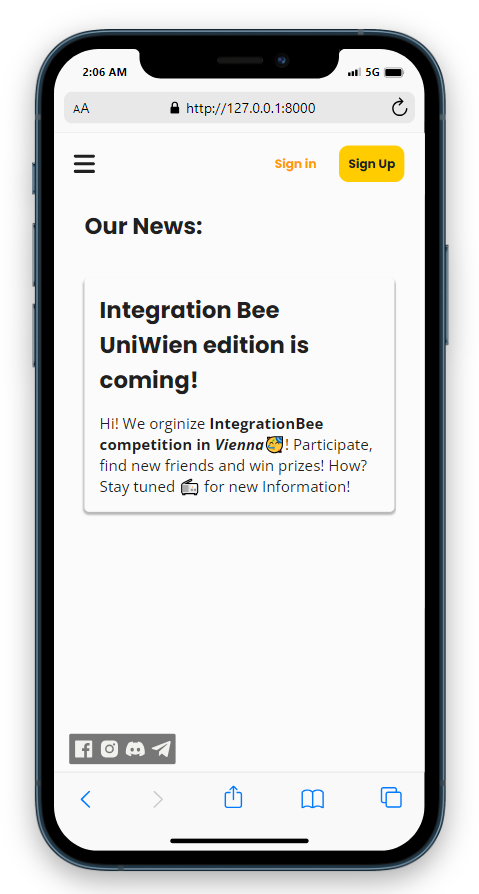 2:06 AM 5G
AA http://127.0.0.1:8000
Sign in Sign Up
Our News:
Integration Bee
UniWien edition is
coming!
Hi! We orginize IntegrationBee
competition in Vienna🥳! Participate,
find new friends and win prizes! How?
Stay tuned 📻 for new Information!